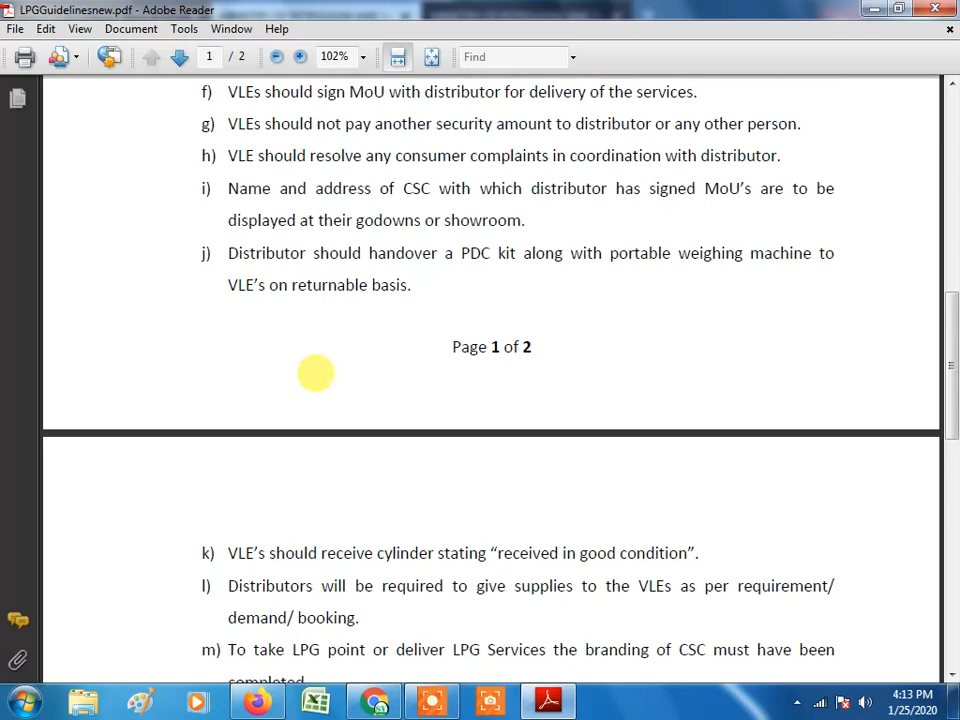 LPGGuidelinesnew.pdf - Adobe Reader
File Edit View Document Tools Window Help
1 / 2 102% Find
f) VLEs should sign MoU with distributor for delivery of the services.
g) VLEs should not pay another security amount to distributor or any other person.
h) VLE should resolve any consumer complaints in coordination with distributor.
i) Name and address of CSC with which distributor has signed MoU’s are to be
displayed at their godowns or showroom.
j) Distributor should handover a PDC kit along with portable weighing machine to
VLE’s on returnable basis.
Page 1 of 2
k) VLE’s should receive cylinder stating “received in good condition”.
l) Distributors will be required to give supplies to the VLEs as per requirement/
demand/ booking.
m) To take LPG point or deliver LPG Services the branding of CSC must have been
completed
4:13 PM
1/25/2020